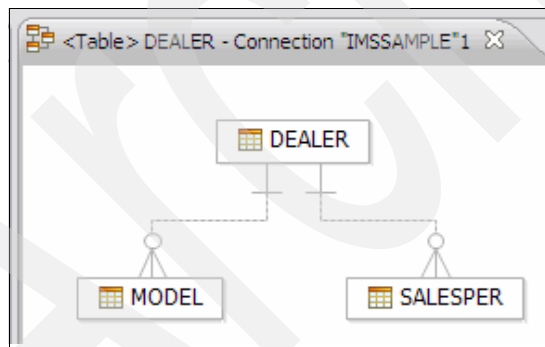 <Table> DEALER - Connection "IMSSAMPLE"1
DEALER
MODEL
SALESPER